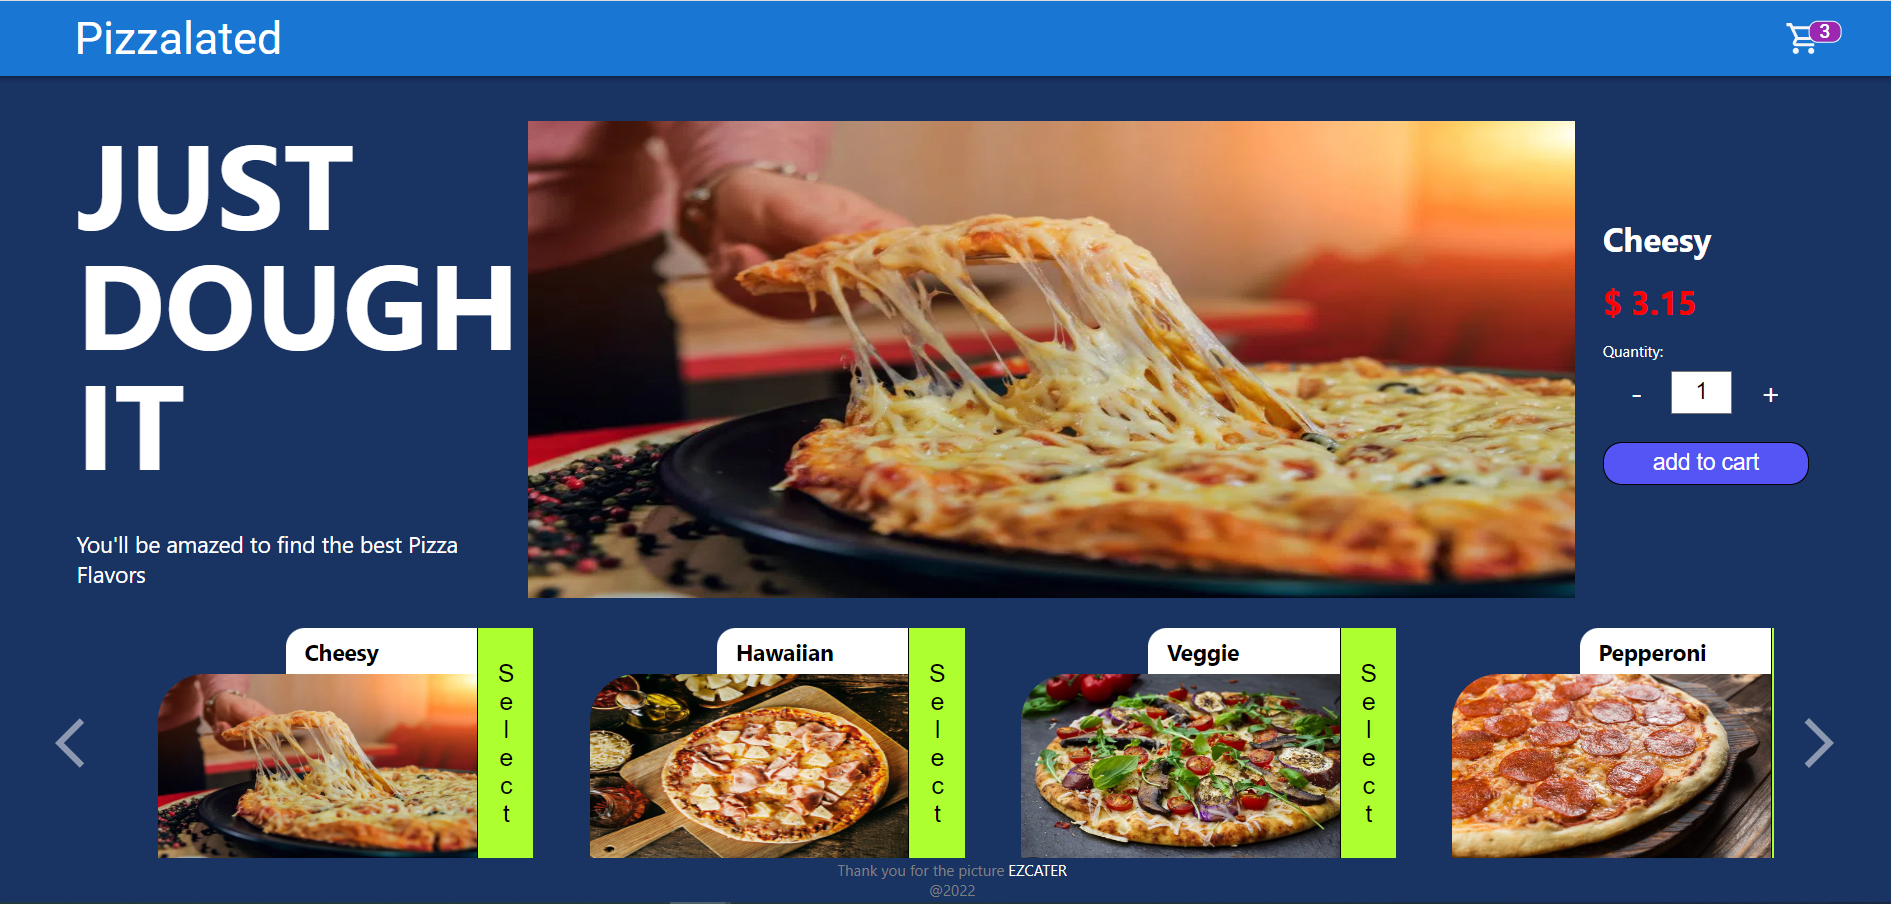 Pizzalated
3
JUST
DOUGH
IT
You'll be amazed to find the best Pizza
Flavors
Cheesy
$ 3.15
Quantity:
- 1 +
add to cart
Cheesy
Select
Hawaiian
Select
Veggie
Select
Pepperoni
Thank you for the picture EZCATER
@2022